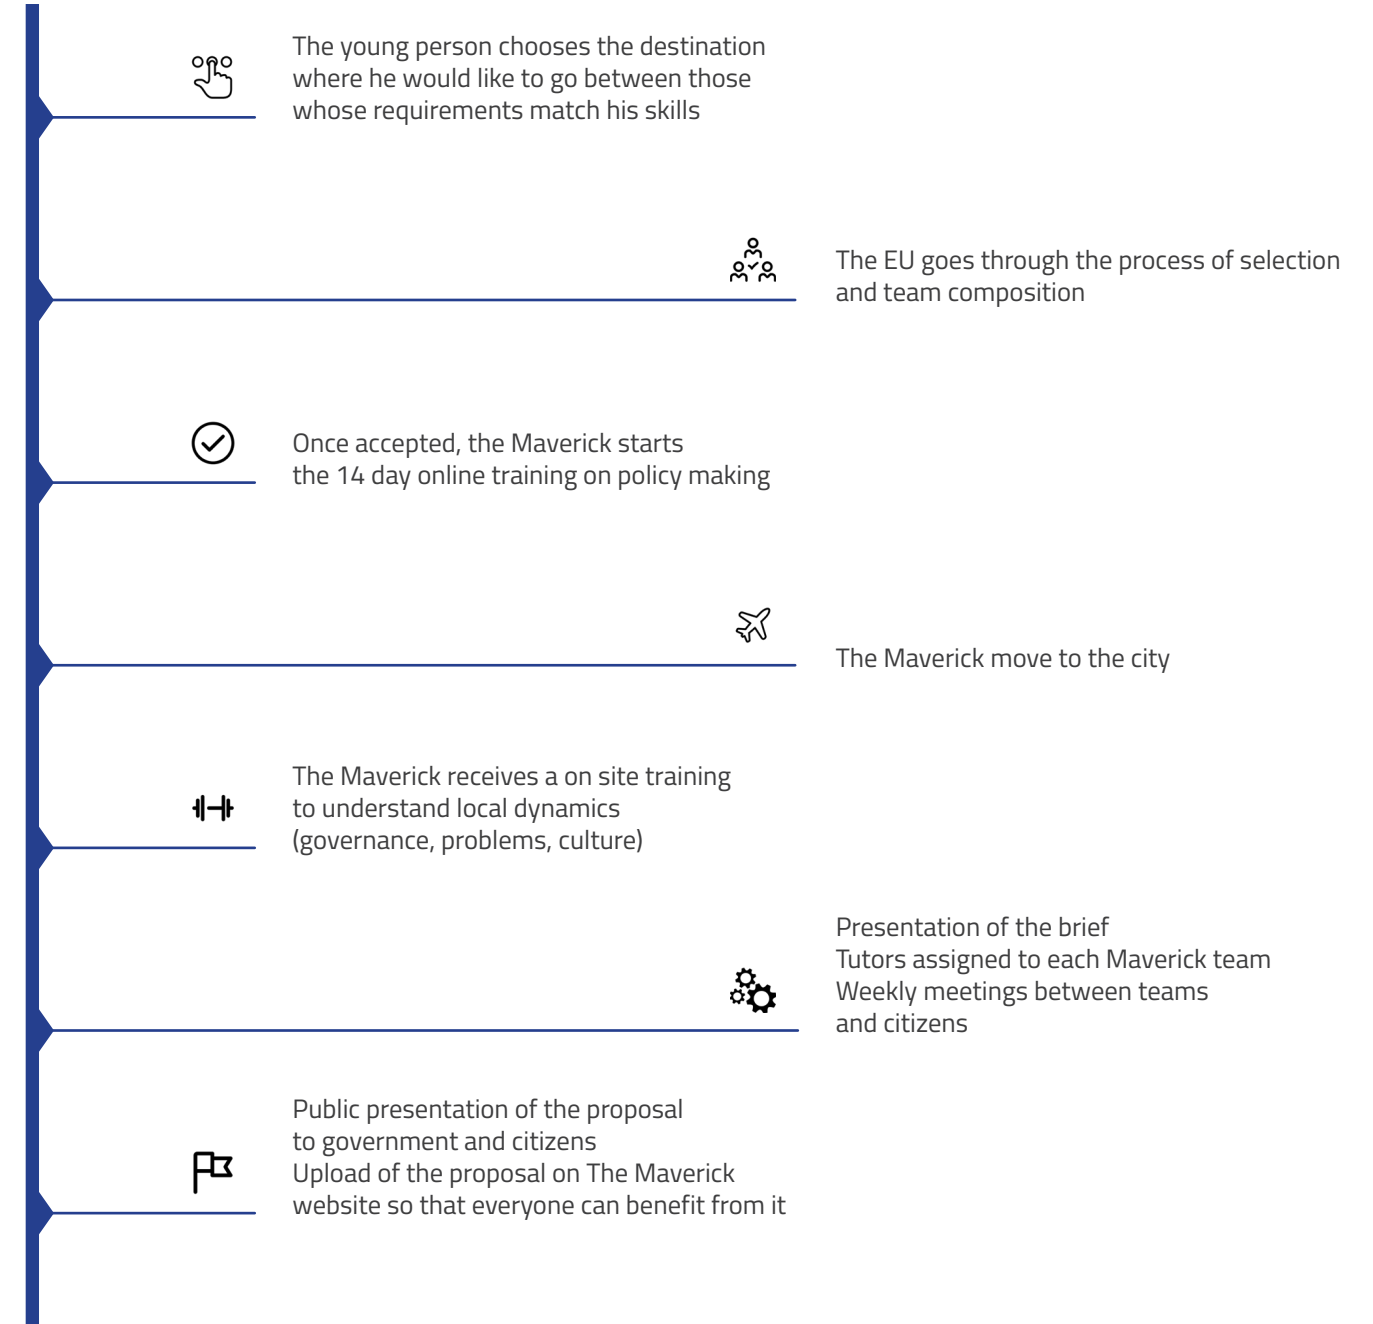 The young person chooses the destination
where he would like to go between those
whose requirements match his skills
The EU goes through the process of selection
and team composition
Once accepted, the Maverick starts
the 14 day online training on policy making
The Maverick move to the city
The Maverick receives a on site training
to understand local dynamics
(governance, problems, culture)
Presentation of the brief
Tutors assigned to each Maverick team
Weekly meetings between teams
and citizens
Public presentation of the proposal
to government and citizens
Upload of the proposal on The Maverick
website so that everyone can benefit from it